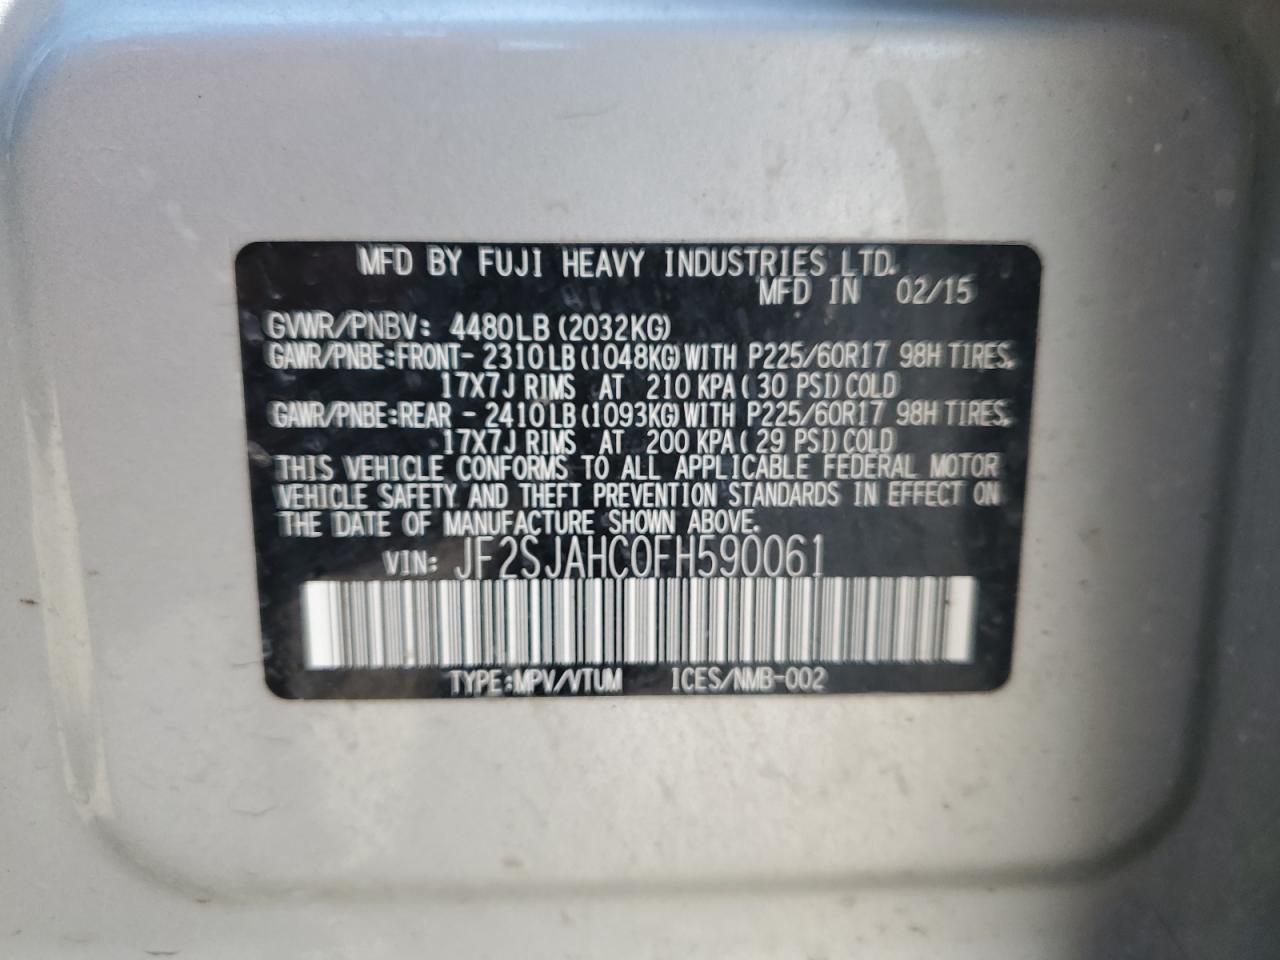 MFD BY FUJI HEAVY INDUSTRIES LTD.
MFD IN 02/15
GVWR/PNBV: 4480LB (2032KG)
GAWR/PNBE:FRONT- 2310LB (1048KG) WITH P225/60R17 98H TIRES,
17X7J RIMS AT 210 KPA ( 30 PSI) COLD
GAWR/PNBE:REAR - 2410LB (1093KG) WITH P225/60R17 98H TIRES,
17X7J RIMS AT 200 KPA ( 29 PSI) COLD
THIS VEHICLE CONFORMS TO ALL APPLICABLE FEDERAL MOTOR
VEHICLE SAFETY AND THEFT PREVENTION STANDARDS IN EFFECT ON
THE DATE OF MANUFACTURE SHOWN ABOVE.
VIN: JF2SJAHC0FH590061
TYPE:MPV/VTUM ICES/NMB-002